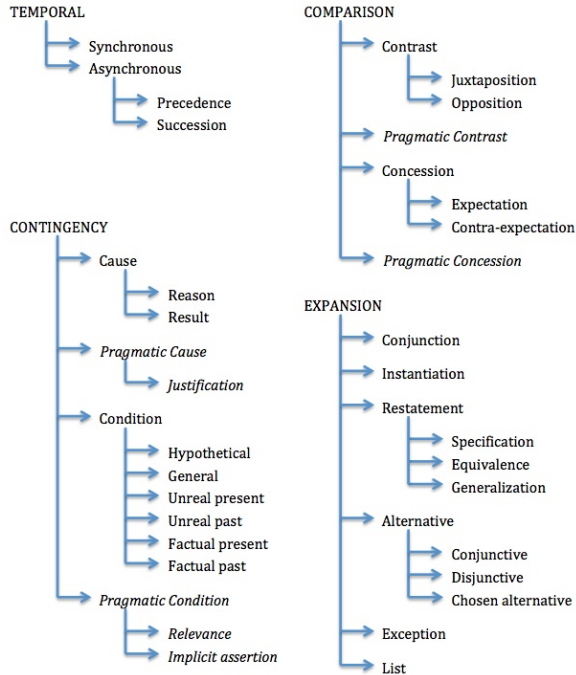 TEMPORAL
Synchronous
Asynchronous
Precedence
Succession
CONTINGENCY
Cause
Reason
Result
Pragmatic Cause
Justification
Condition
Hypothetical
General
Unreal present
Unreal past
Factual present
Factual past
Pragmatic Condition
Relevance
Implicit assertion
COMPARISON
Contrast
Juxtaposition
Opposition
Pragmatic Contrast
Concession
Expectation
Contra-expectation
Pragmatic Concession
EXPANSION
Conjunction
Instantiation
Restatement
Specification
Equivalence
Generalization
Alternative
Conjunctive
Disjunctive
Chosen alternative
Exception
List